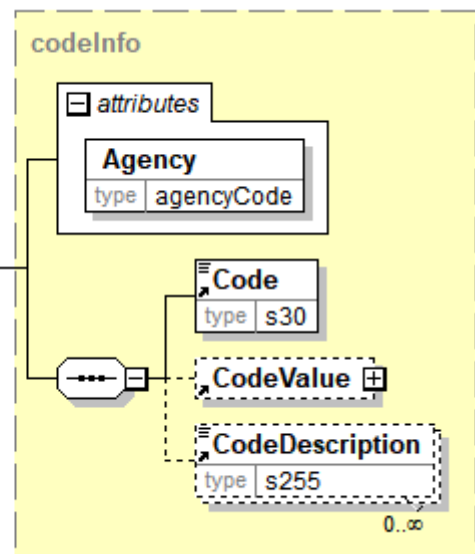 codeInfo
attributes
Agency
type agencyCode
Code
type s30
CodeValue
CodeDescription
type s255
0..∞